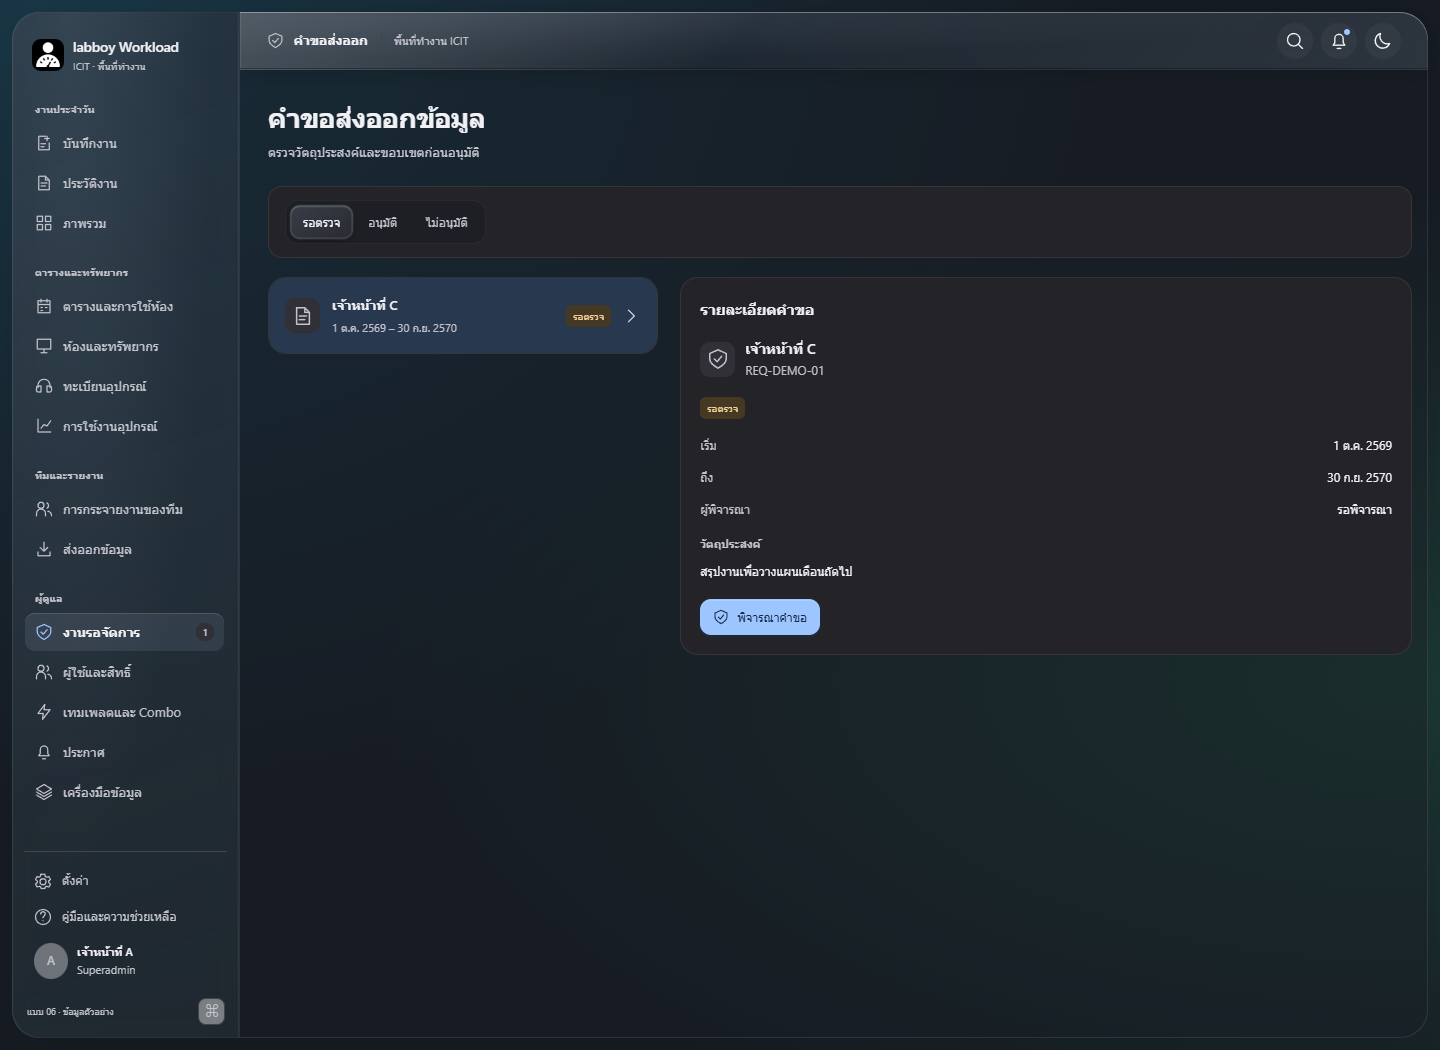 labboy Workload
ICIT · พื้นที่ทำงาน
งานประจำวัน
บันทึกงาน
ประวัติงาน
ภาพรวม
ตารางและทรัพยากร
ตารางและการใช้ห้อง
ห้องและทรัพยากร
ทะเบียนอุปกรณ์
การใช้งานอุปกรณ์
ทีมและรายงาน
การกระจายงานของทีม
ส่งออกข้อมูล
ผู้ดูแล
งานรอจัดการ 1
ผู้ใช้และสิทธิ์
เทมเพลตและ Combo
ประกาศ
เครื่องมือข้อมูล
ตั้งค่า
คู่มือและความช่วยเหลือ
A
เจ้าหน้าที่ A
Superadmin
แบบ 06 · ข้อมูลตัวอย่าง
คำขอส่งออก พื้นที่ทำงาน ICIT
คำขอส่งออกข้อมูล
ตรวจวัตถุประสงค์และขอบเขตก่อนอนุมัติ
รอตรวจ อนุมัติ ไม่อนุมัติ
เจ้าหน้าที่ C
1 ต.ค. 2569 – 30 ก.ย. 2570
รอตรวจ
รายละเอียดคำขอ
เจ้าหน้าที่ C
REQ-DEMO-01
รอตรวจ
เริ่ม 1 ต.ค. 2569
ถึง 30 ก.ย. 2570
ผู้พิจารณา รอพิจารณา
วัตถุประสงค์
สรุปงานเพื่อวางแผนเดือนถัดไป
พิจารณาคำขอ